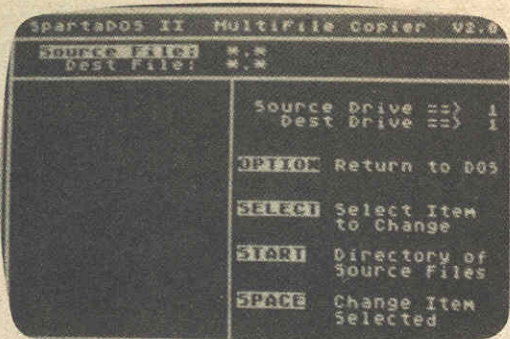 SpartaDOS II MultiFile Copier V2.0
Source File: *.*
Dest File: *.*
Source Drive ==> 1
Dest Drive ==> 1
OPTION Return to DOS
SELECT Select Item
to Change
START Directory of
Source Files
SPACE Change Item
Selected